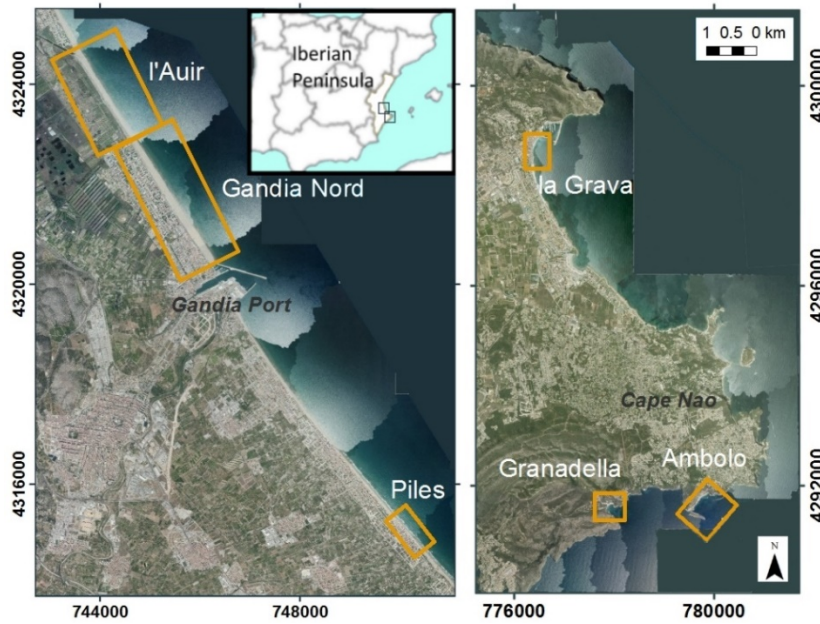 l'Auir
Gandia Nord
Gandia Port
Piles
Iberian
Peninsula
4324000
4320000
4316000
744000
748000
1 0.5 0 km
la Grava
Cape Nao
Granadella
Ambolo
N
4300000
4296000
4292000
776000
780000